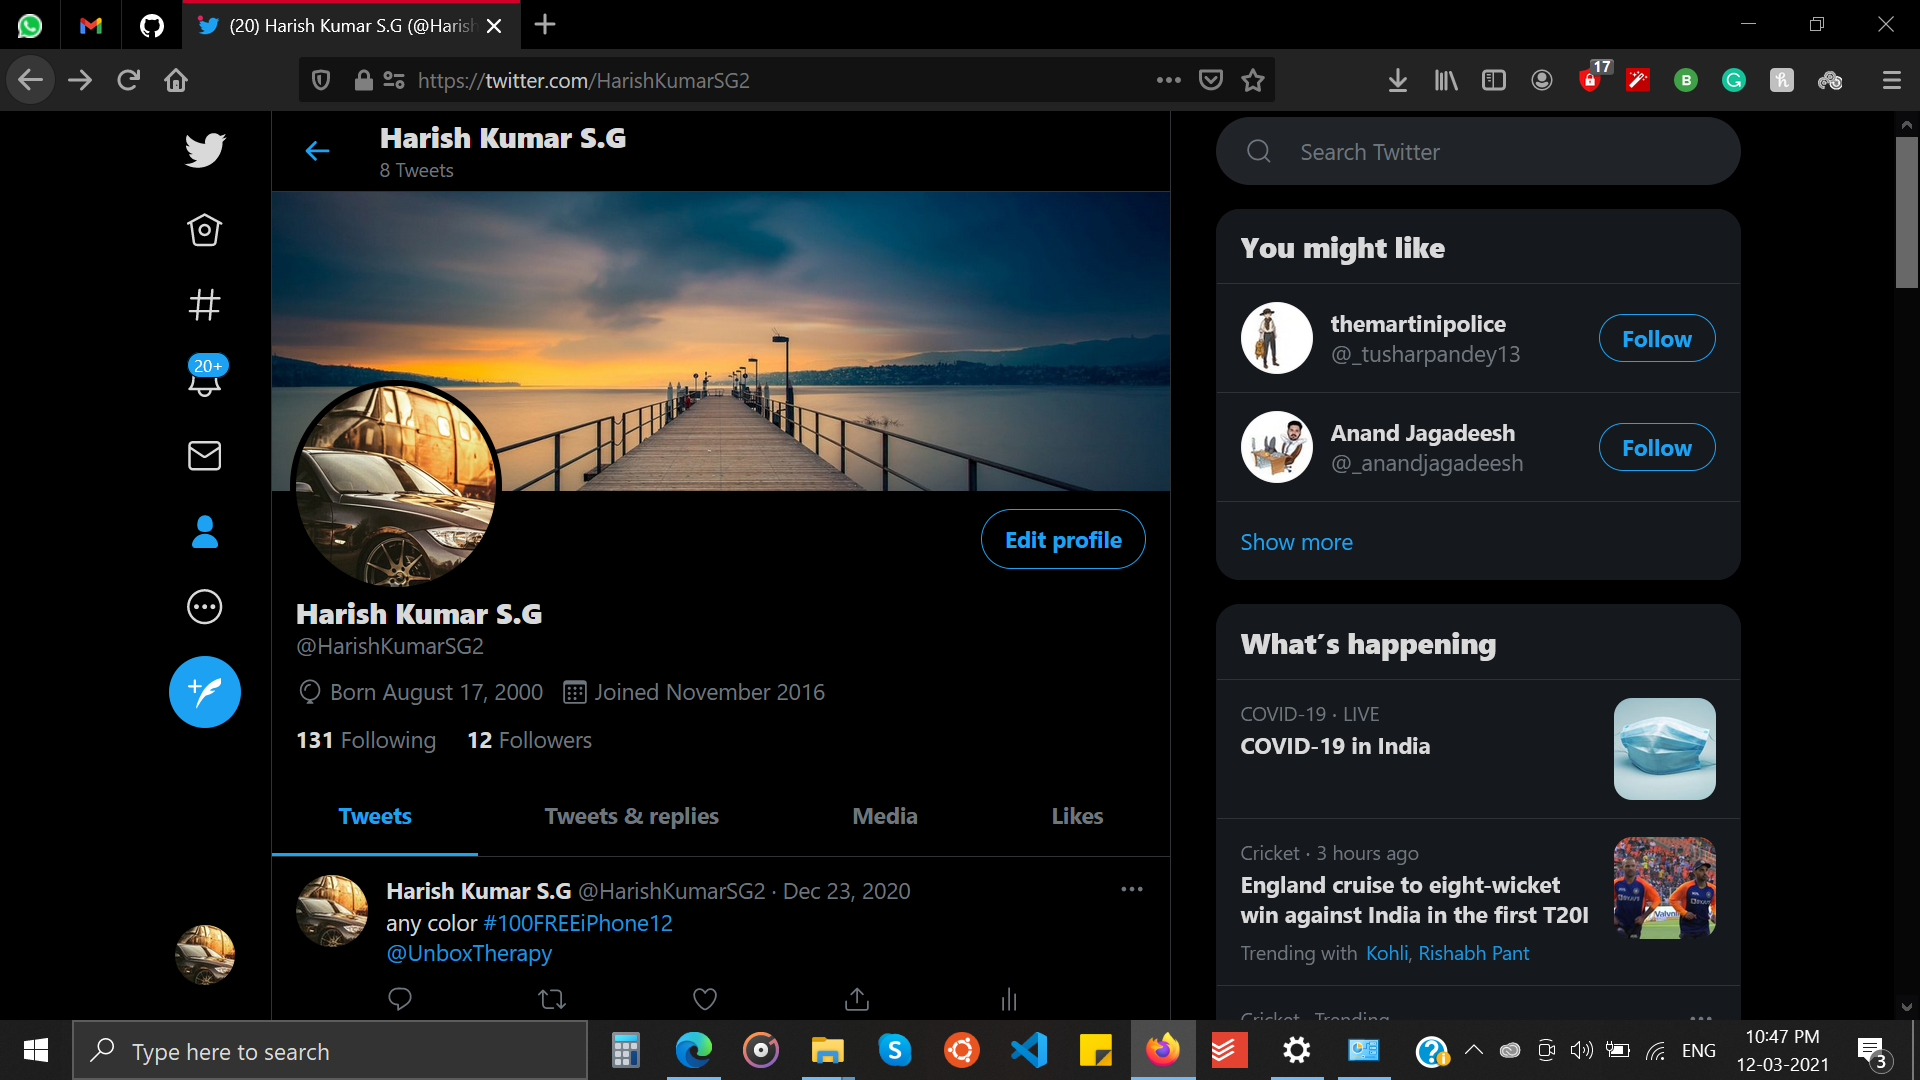 (20) Harish Kumar S.G (@Harish
https://twitter.com/HarishKumarSG2
17
B
Harish Kumar S.G
8 Tweets
20+
Edit profile
Harish Kumar S.G
@HarishKumarSG2
Born August 17, 2000 Joined November 2016
131 Following 12 Followers
Tweets Tweets & replies Media Likes
Harish Kumar S.G @HarishKumarSG2 · Dec 23, 2020
any color #100FREEiPhone12
@UnboxTherapy
Search Twitter
You might like
themartinipolice
@_tusharpandey13
Follow
Anand Jagadeesh
@_anandjagadeesh
Follow
Show more
What´s happening
COVID-19 · LIVE
COVID-19 in India
Cricket · 3 hours ago
England cruise to eight-wicket
win against India in the first T20I
Trending with Kohli, Rishabh Pant
Cricket · Trending
Type here to search
ENG
10:47 PM
12-03-2021
3